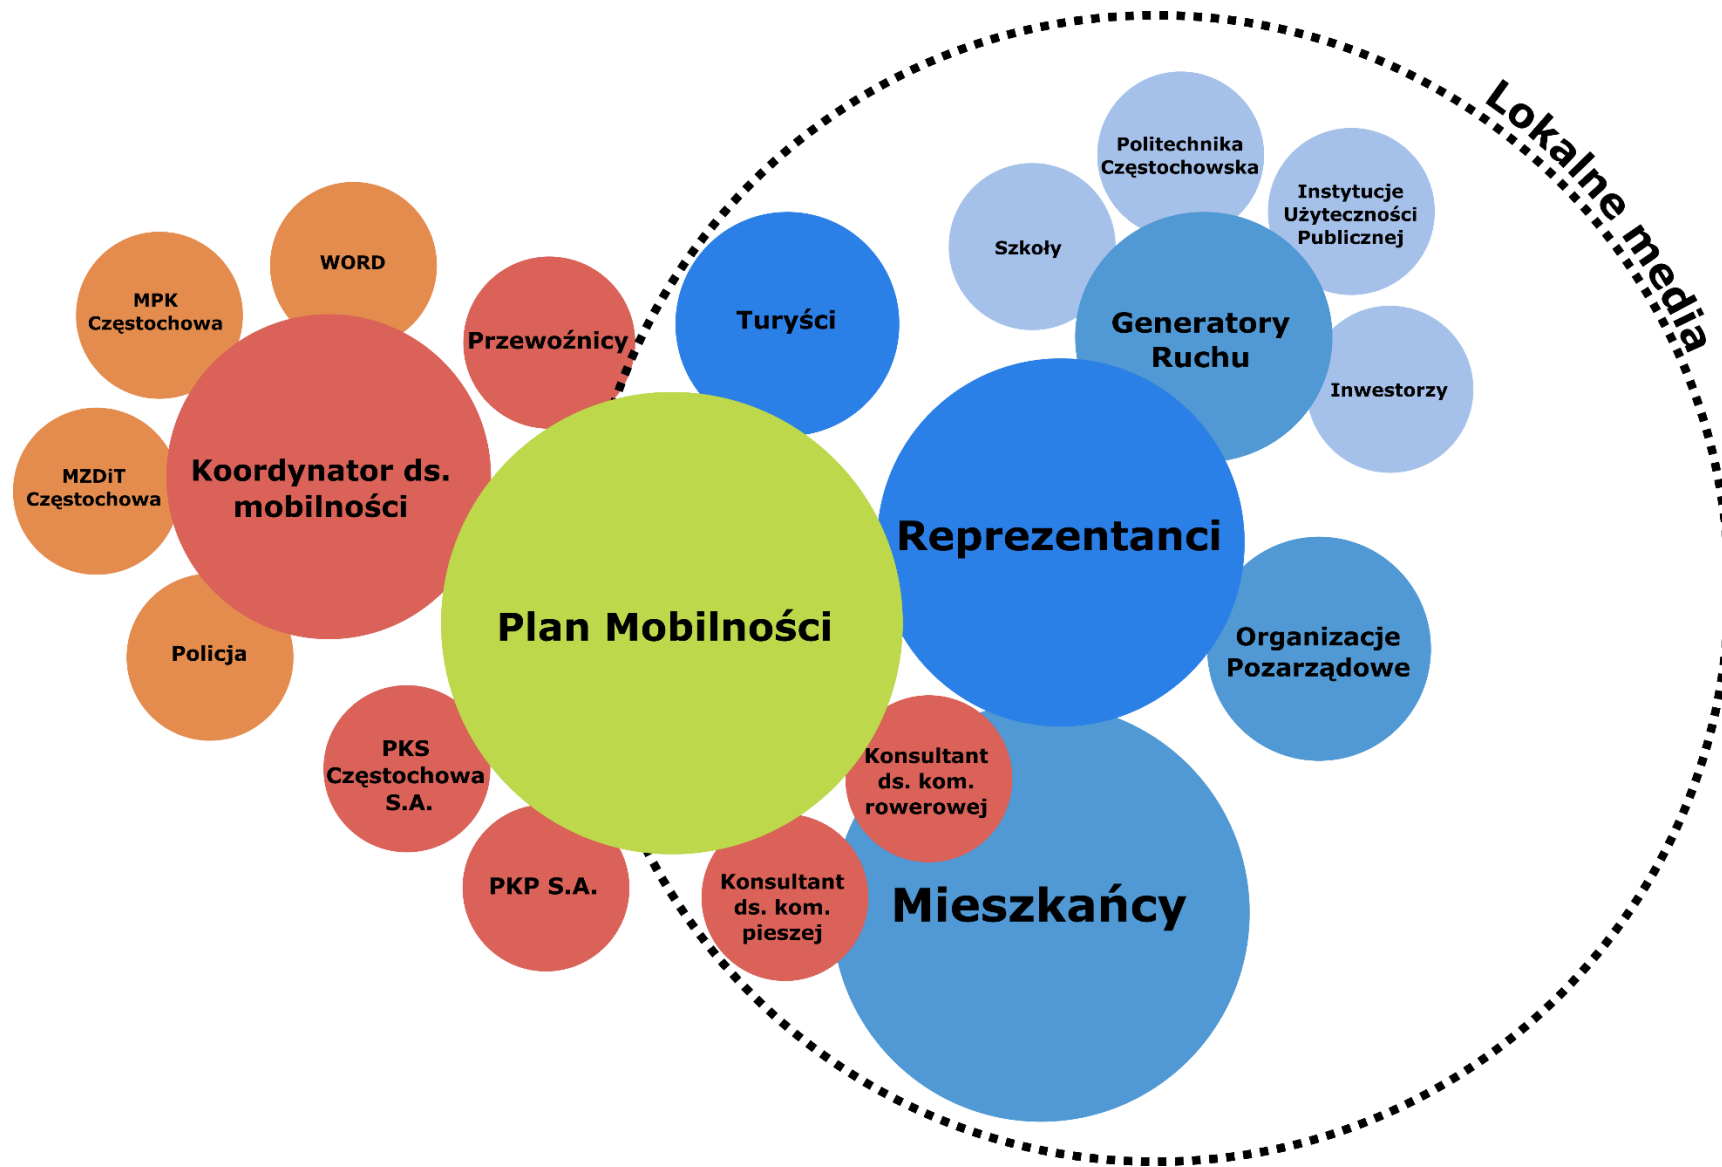 Lokalne media
Politechnika
Częstochowska
Instytucje
Użyteczności
Publicznej
Szkoły
WORD
MPK
Częstochowa
Przewoźnicy
Turyści
Generatory
Ruchu
Inwestorzy
Koordynator ds.
mobilności
MZDiT
Częstochowa
Reprezentanci
Plan Mobilności
Organizacje
Pozarządowe
Policja
PKS
Częstochowa
S.A.
Konsultant
ds. kom.
rowerowej
PKP S.A.
Konsultant
ds. kom.
pieszej
Mieszkańcy